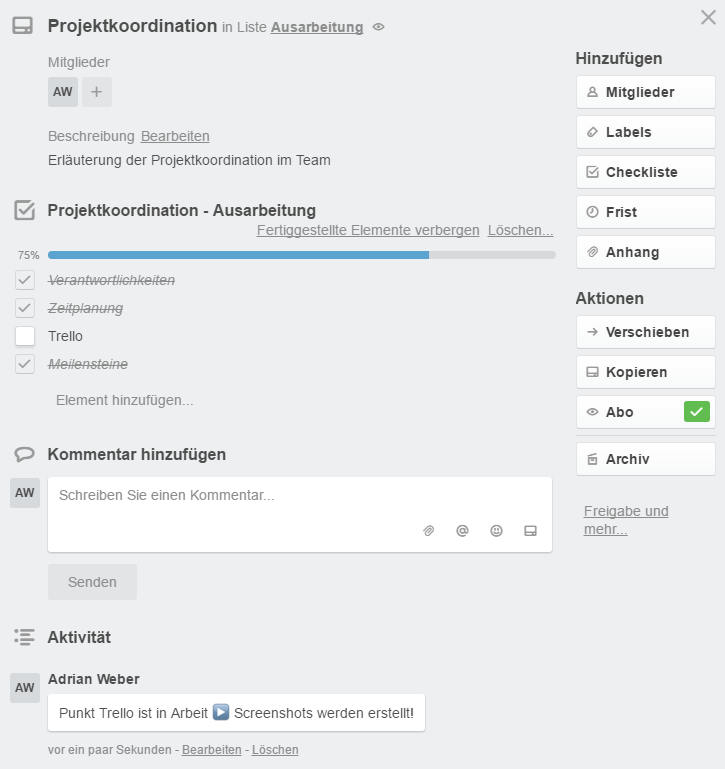 Projektkoordination in Liste Ausarbeitung
Mitglieder
AW +
Beschreibung Bearbeiten
Erläuterung der Projektkoordination im Team
Projektkoordination - Ausarbeitung
Fertiggestellte Elemente verbergen Löschen...
75%
Verantwortlichkeiten
Zeitplanung
Trello
Meilensteine
Element hinzufügen...
Kommentar hinzufügen
AW
Schreiben Sie einen Kommentar...
Senden
Aktivität
AW
Adrian Weber
Punkt Trello ist in Arbeit ▶️ Screenshots werden erstellt!
vor ein paar Sekunden - Bearbeiten - Löschen
Hinzufügen
Mitglieder
Labels
Checkliste
Frist
Anhang
Aktionen
Verschieben
Kopieren
Abo
Archiv
Freigabe und
mehr...